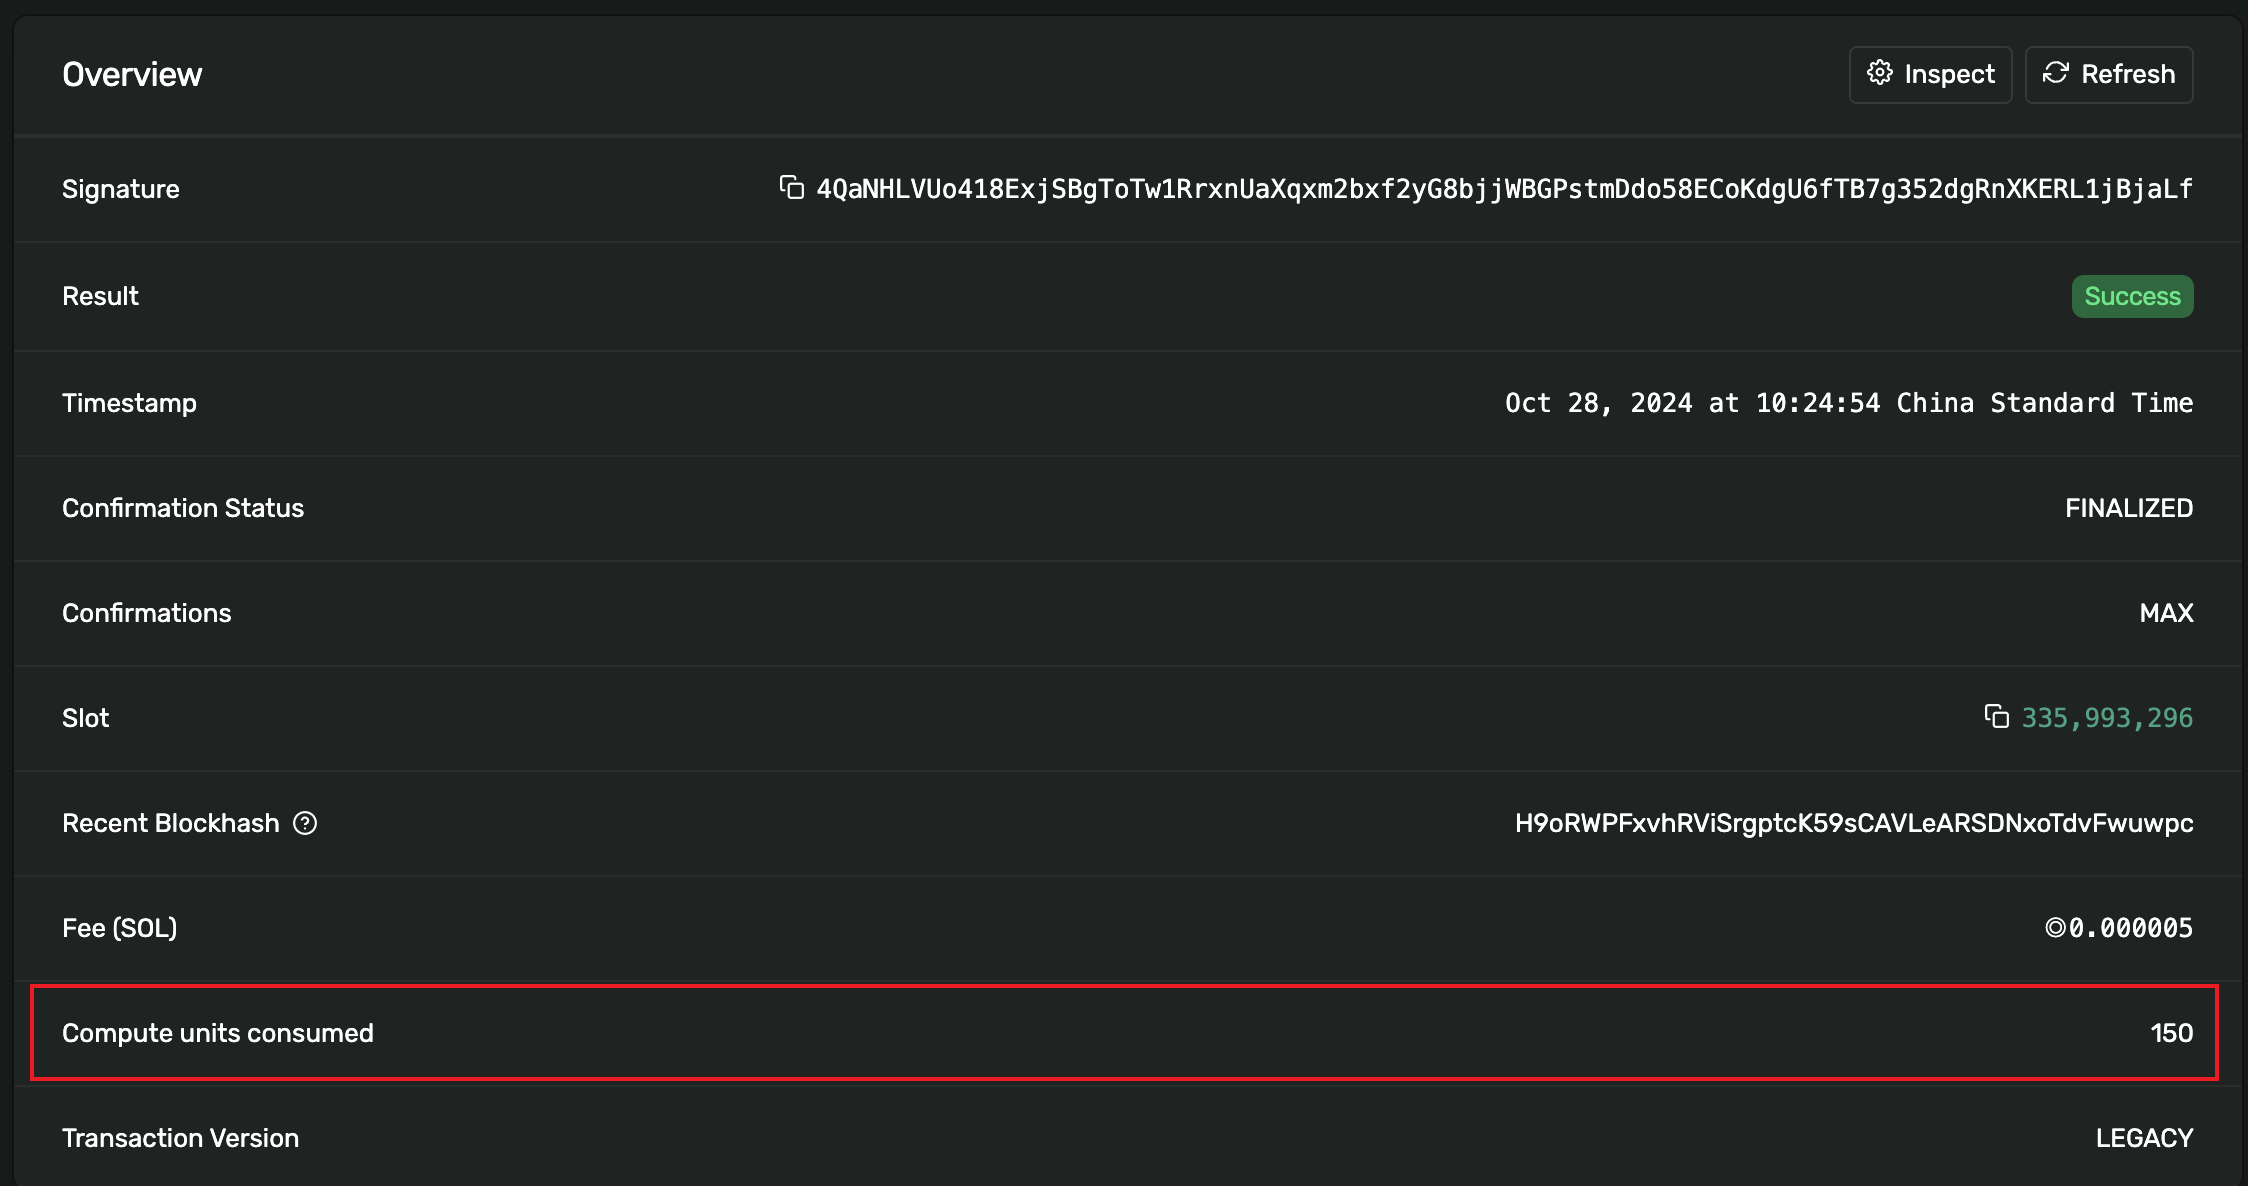 Overview
Inspect
Refresh
Signature
4QaNHLVUo418ExjSBgToTw1RrxnUaXqxm2bxf2yG8bjjWBGPstmDdo58ECoKdgU6fTB7g352dgRnXKERL1jBjaLf
Result
Success
Timestamp
Oct 28, 2024 at 10:24:54 China Standard Time
Confirmation Status
FINALIZED
Confirmations
MAX
Slot
335,993,296
Recent Blockhash
H9oRWPFxvhRViSrgptcK59sCAVLeARSDNxoTdvFwuwpc
Fee (SOL)
◎0.000005
Compute units consumed
150
Transaction Version
LEGACY